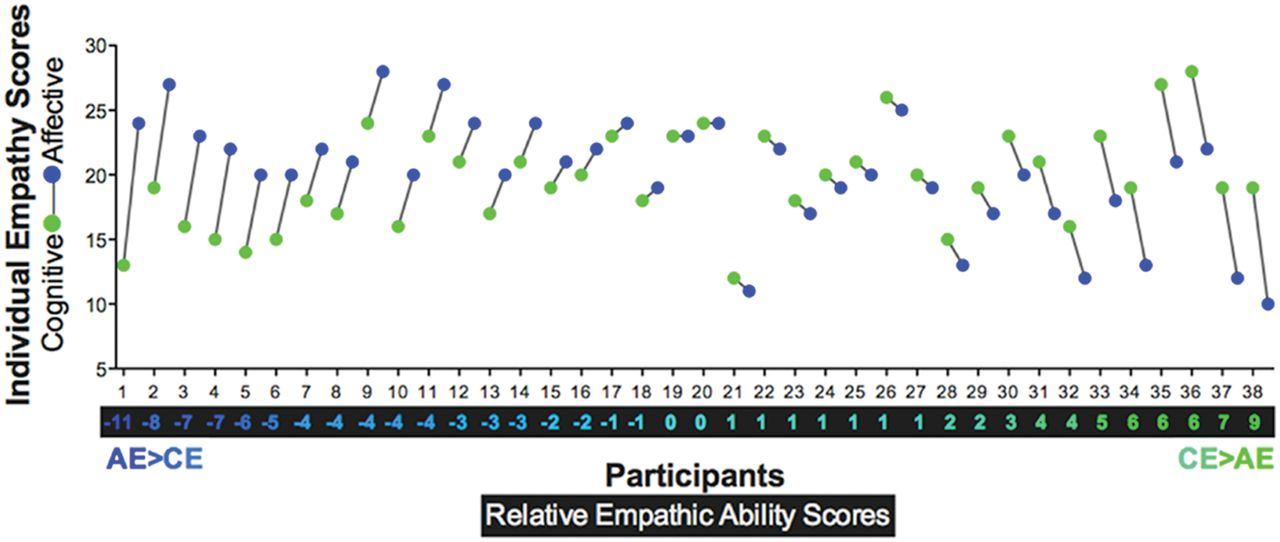 Individual Empathy Scores
Cognitive Affective
30
25
20
15
10
5
1 2 3 4 5 6 7 8 9 10 11 12 13 14 15 16 17 18 19 20 21 22 23 24 25 26 27 28 29 30 31 32 33 34 35 36 37 38
-11 -8 -7 -7 -6 -5 -4 -4 -4 -4 -4 -3 -3 -3 -2 -2 -1 -1 0 0 1 1 1 1 1 1 1 2 2 3 4 4 5 6 6 6 7 9
AE>CE CE>AE
Participants
Relative Empathic Ability Scores